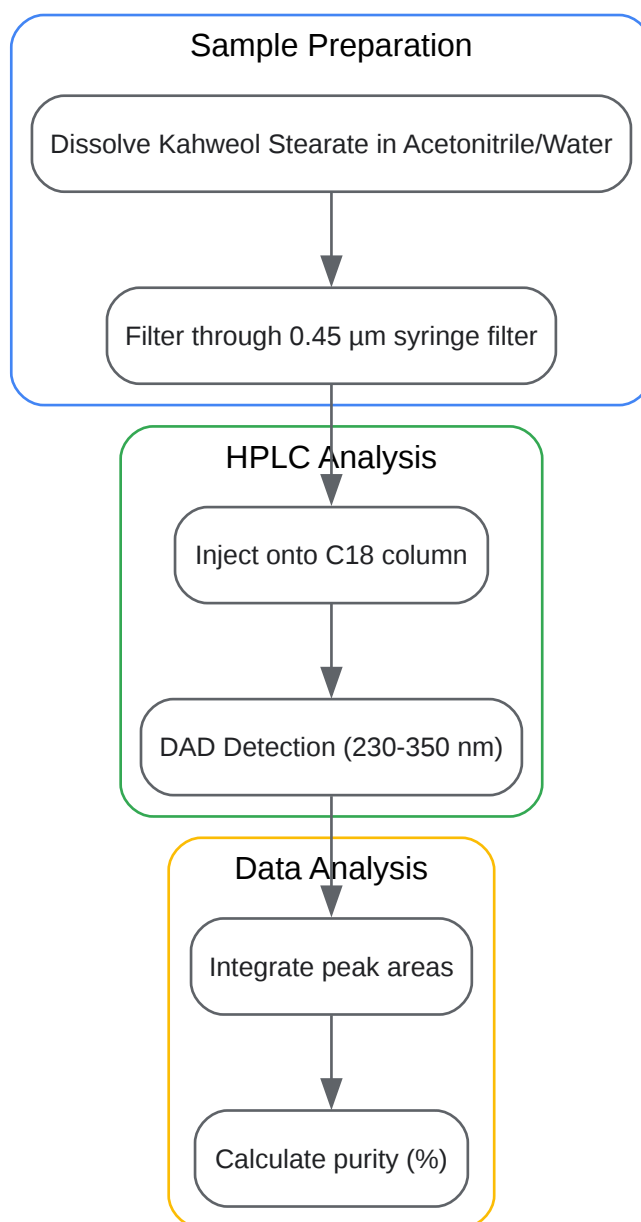 Sample Preparation
Dissolve Kahweol Stearate in Acetonitrile/Water
Filter through 0.45 µm syringe filter
HPLC Analysis
Inject onto C18 column
DAD Detection (230-350 nm)
Data Analysis
Integrate peak areas
Calculate purity (%)